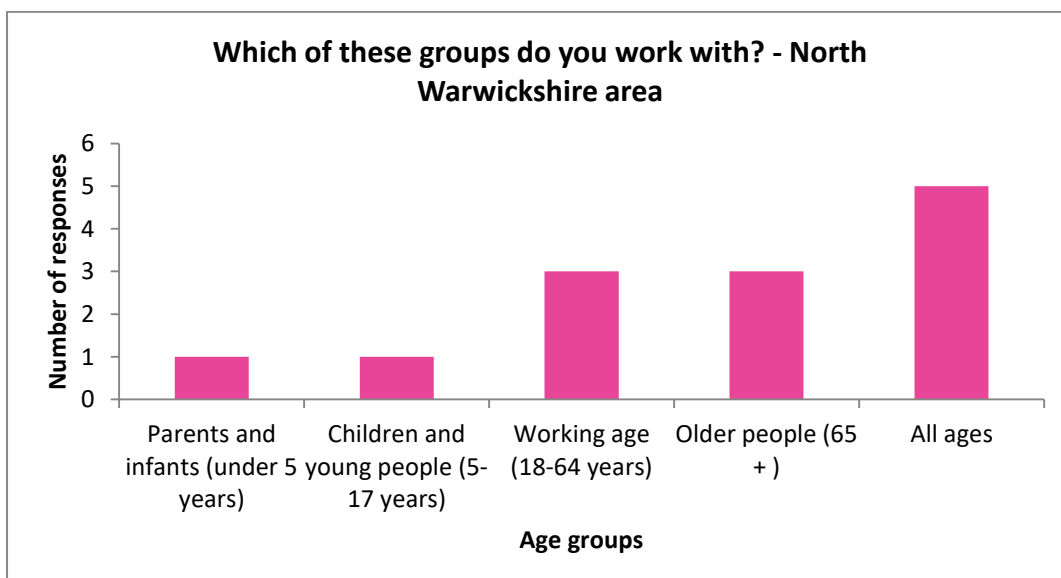 Which of these groups do you work with? - North
Warwickshire area
Number of responses
6
5
4
3
2
1
0
Parents and
infants (under 5
years)
Children and
young people (5-
17 years)
Working age
(18-64 years)
Older people (65
+ )
All ages
Age groups